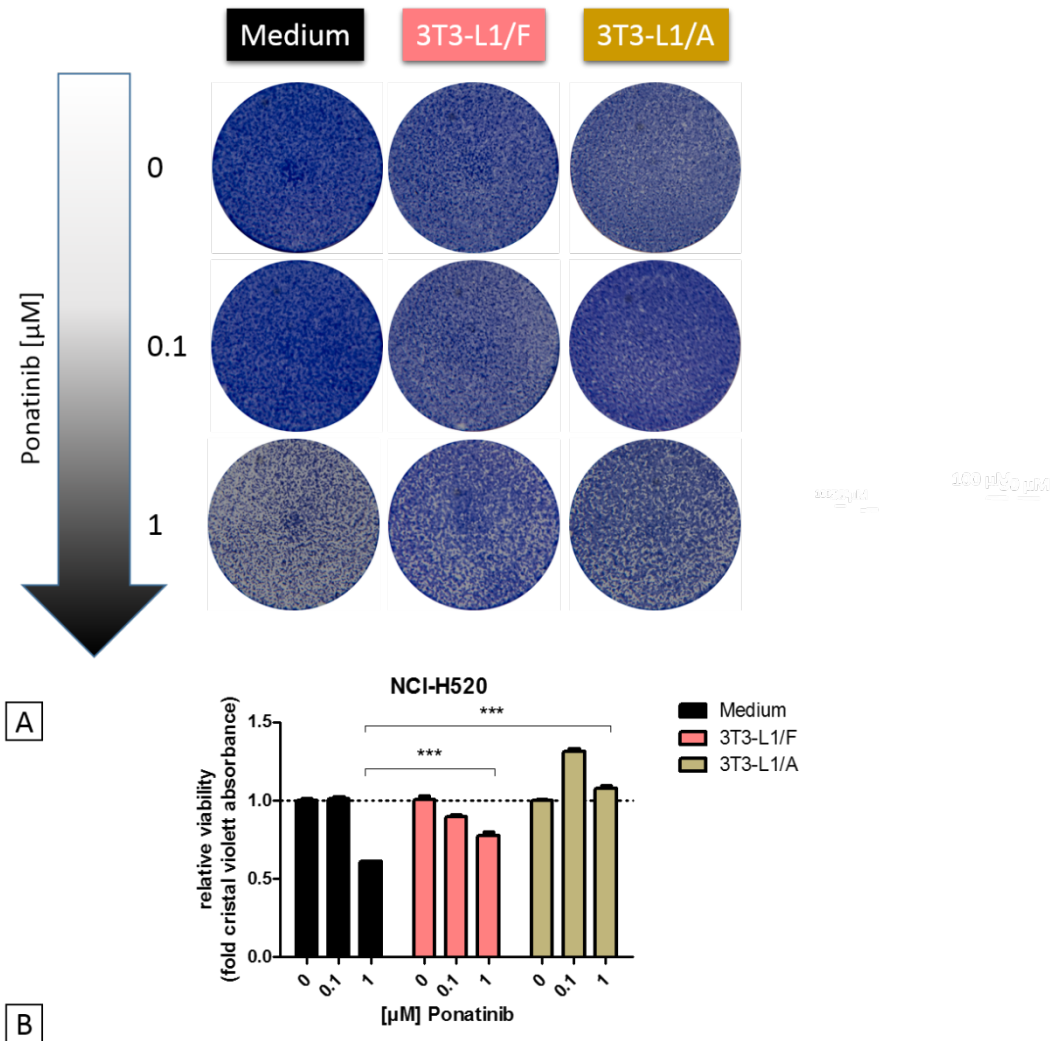 Medium 3T3-L1/F 3T3-L1/A
Ponatinib [µM]
0
0.1
1
A
NCI-H520
relative viability
(fold cristal violett absorbance)
1.5
1.0
0.5
0.0
***
***
0 0.1 1 0 0.1 1 0 0.1 1
[µM] Ponatinib
Medium
3T3-L1/F
3T3-L1/A
B